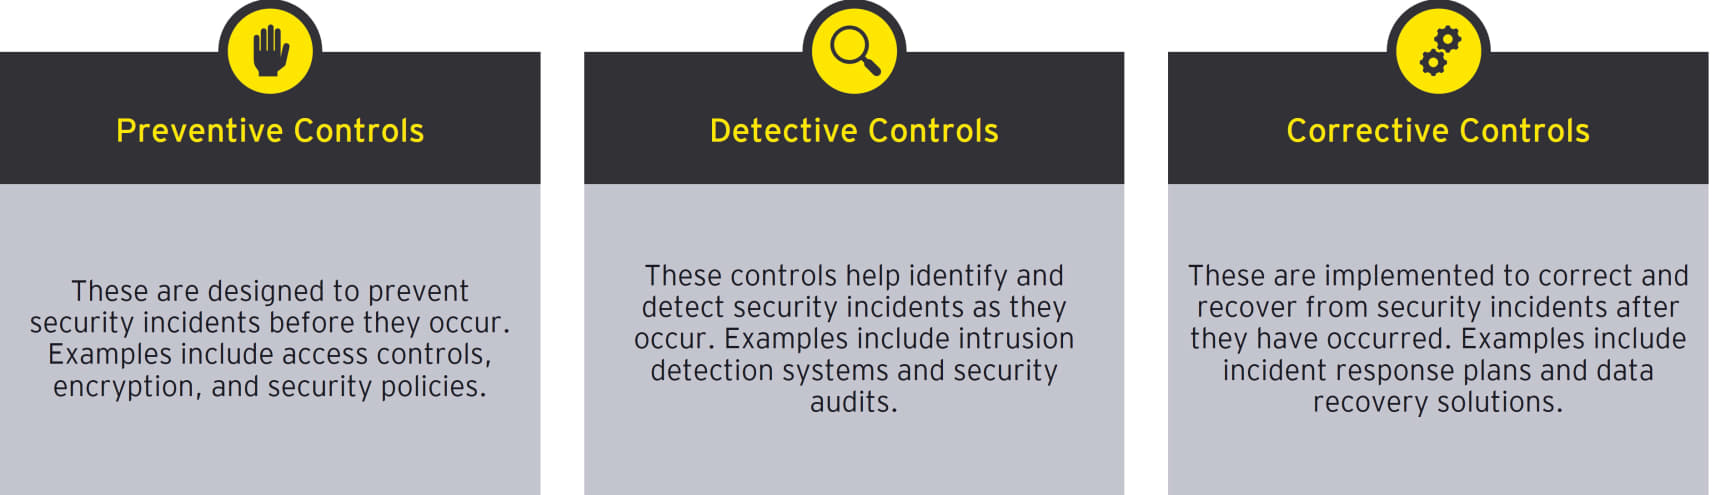 Preventive Controls
These are designed to prevent
security incidents before they occur.
Examples include access controls,
encryption, and security policies.
Detective Controls
These controls help identify and
detect security incidents as they
occur. Examples include intrusion
detection systems and security
audits.
Corrective Controls
These are implemented to correct and
recover from security incidents after
they have occurred. Examples include
incident response plans and data
recovery solutions.